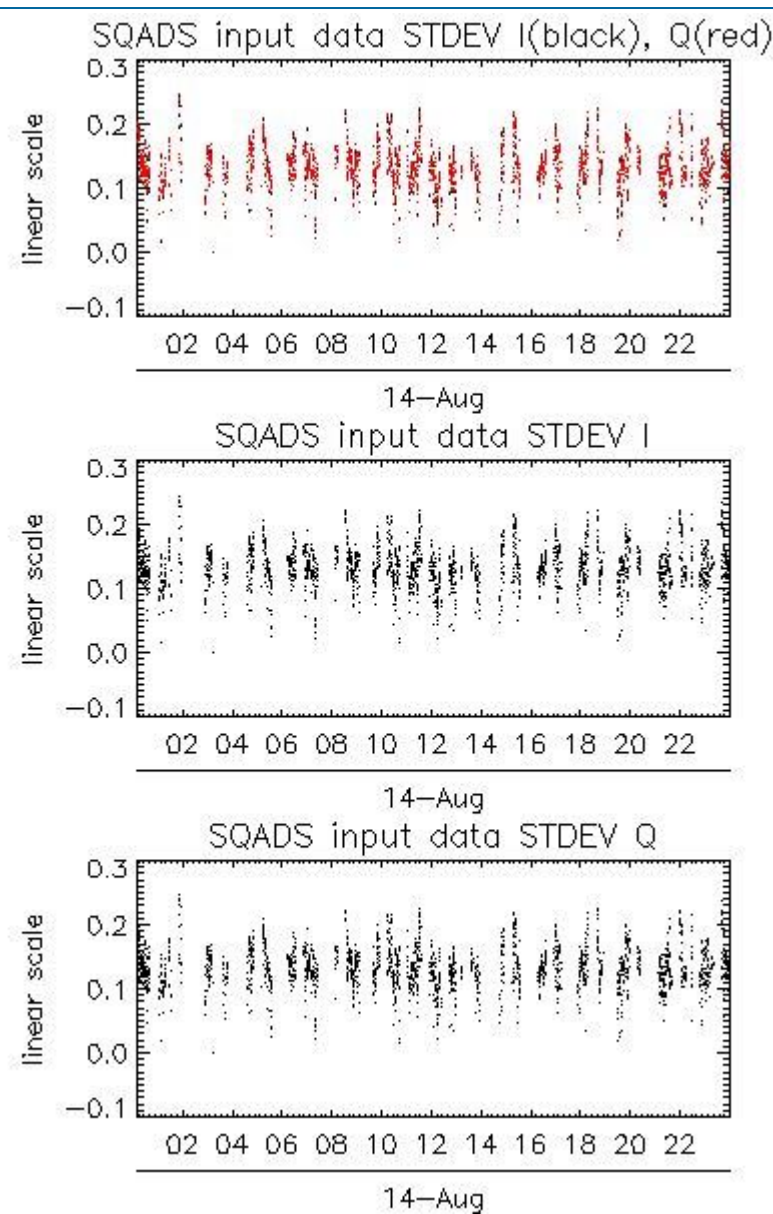 SQADS input data STDEV I(black), Q(red)
linear scale
0.3
0.2
0.1
0.0
−0.1
02 04 06 08 10 12 14 16 18 20 22
14−Aug
SQADS input data STDEV I
linear scale
0.3
0.2
0.1
0.0
−0.1
02 04 06 08 10 12 14 16 18 20 22
14−Aug
SQADS input data STDEV Q
linear scale
0.3
0.2
0.1
0.0
−0.1
02 04 06 08 10 12 14 16 18 20 22
14−Aug